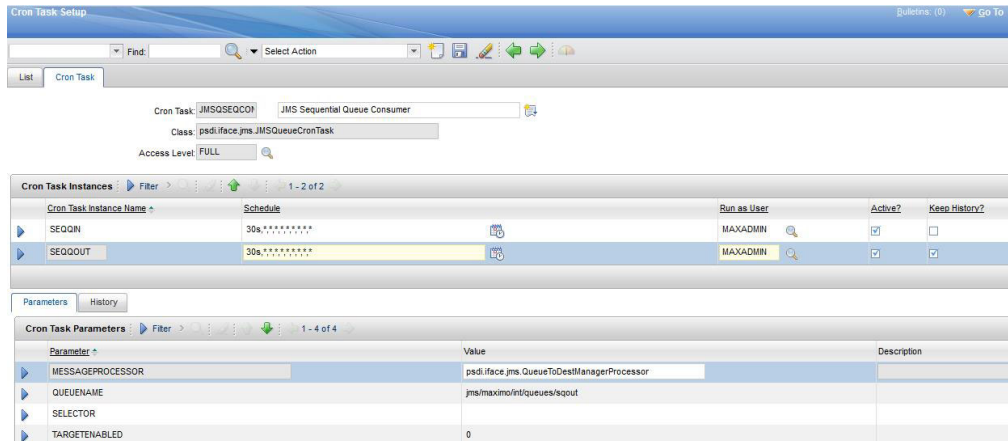 Cron Task Setup
Bulletins: (0) Go To
Find: Select Action
List Cron Task
Cron Task: JMSQSEQCON JMS Sequential Queue Consumer
Class: psdi.iface.jms.JMSQueueCronTask
Access Level: FULL
Cron Task Instances Filter 1 - 2 of 2
Cron Task Instance Name Schedule Run as User Active? Keep History?
SEQQIN 30s,*,*,*,*,*,*,*,*,* MAXADMIN
SEQQOUT 30s,*,*,*,*,*,*,*,*,* MAXADMIN
Parameters History
Cron Task Parameters Filter 1 - 4 of 4
Parameter Value Description
MESSAGEPROCESSOR psdi.iface.jms.QueueToDestManagerProcessor
QUEUENAME jms/maximo/int/queues/sqout
SELECTOR
TARGETENABLED 0